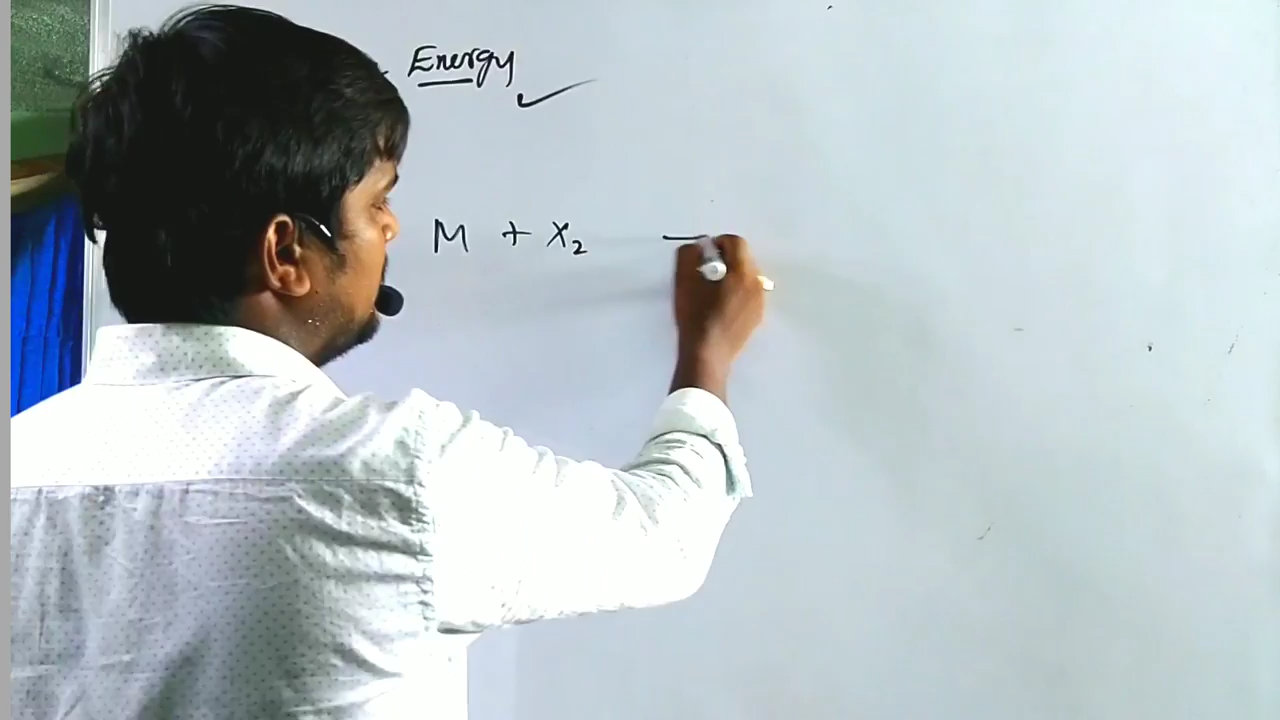 Energy
M + X₂ —